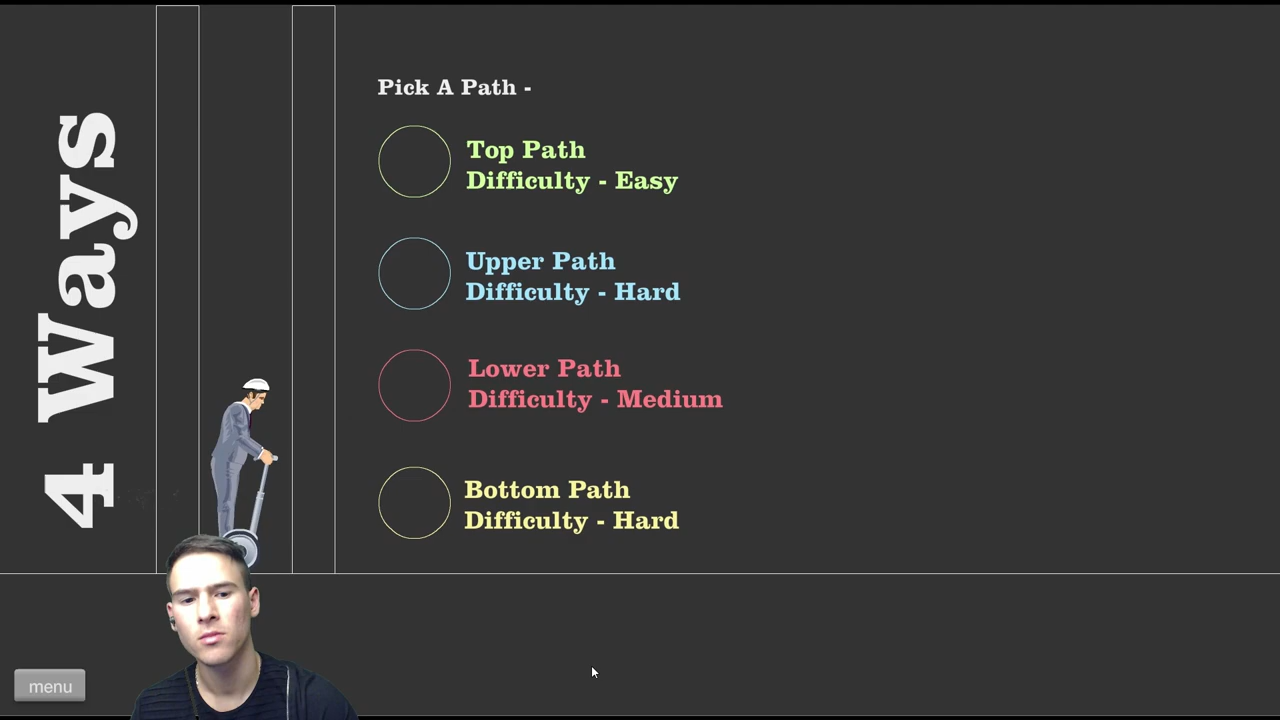 4 Ways
Pick A Path -
Top Path
Difficulty - Easy
Upper Path
Difficulty - Hard
Lower Path
Difficulty - Medium
Bottom Path
Difficulty - Hard
menu